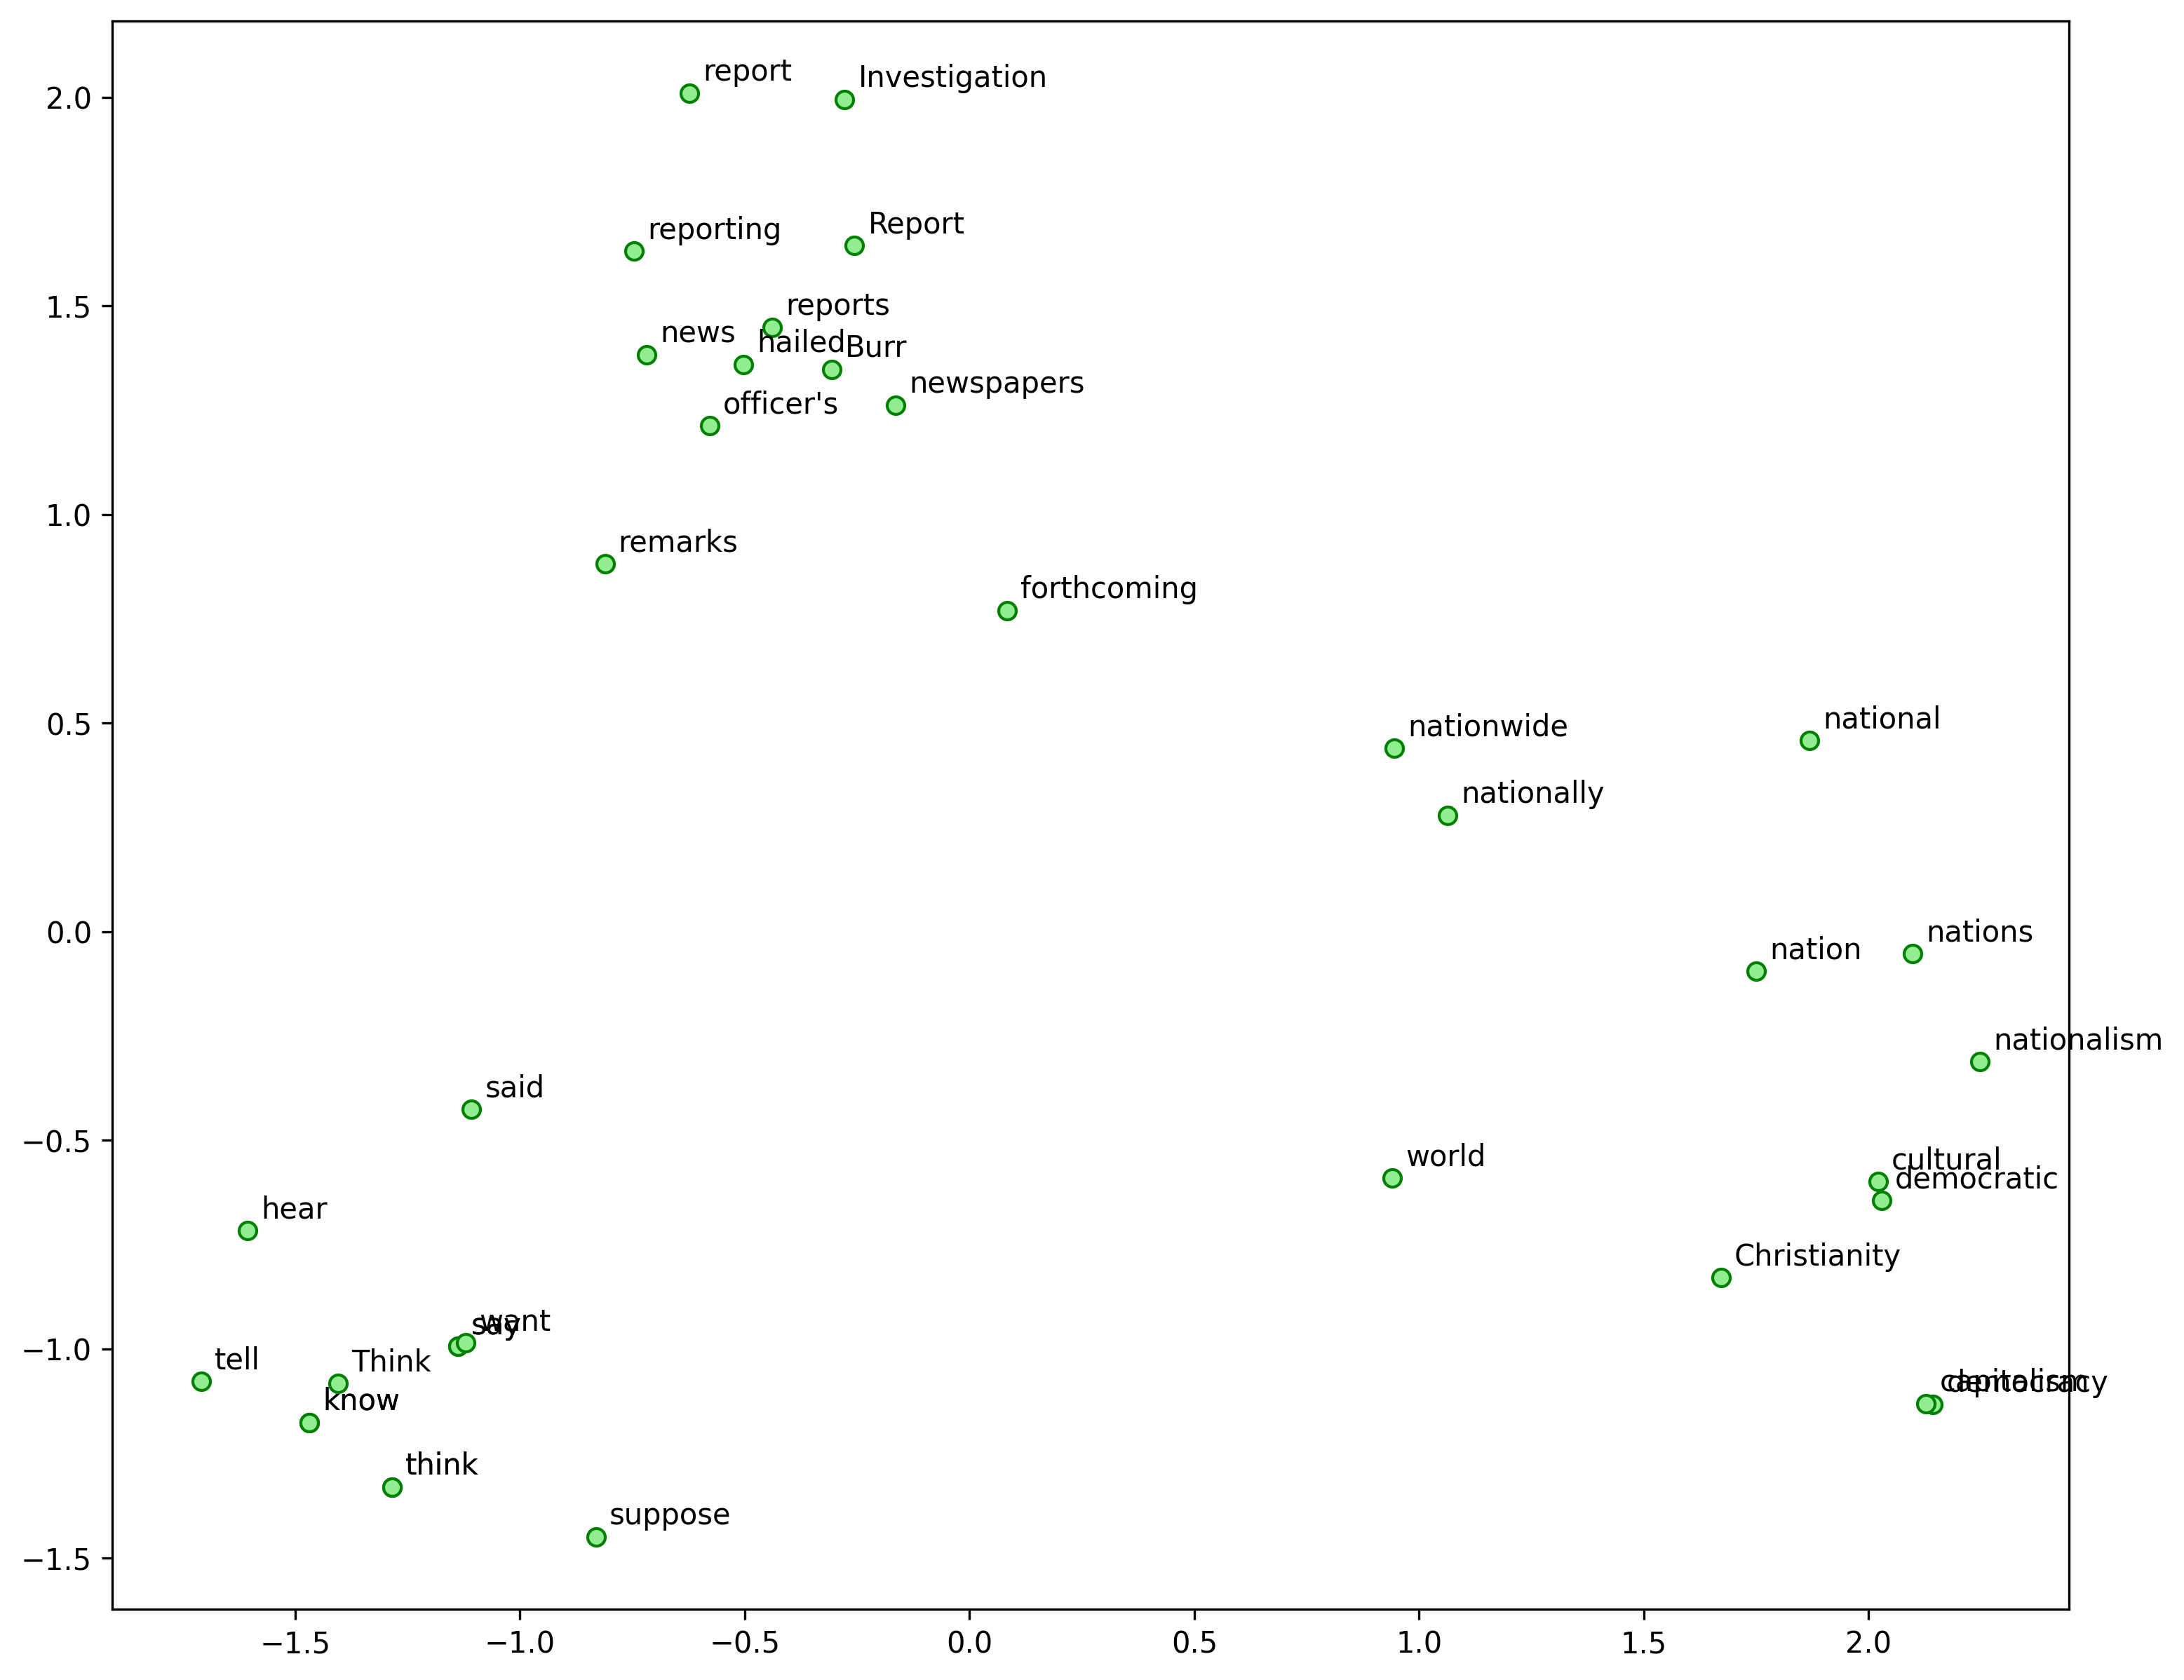 report
Investigation
2.0
reporting
Report
1.5
reports
news
hailed
Burr
newspapers
officer's
1.0
remarks
forthcoming
0.5
nationwide
national
nationally
0.0
nations
nation
nationalism
said
−0.5
world
cultural
democratic
hear
Christianity
−1.0
want
say
tell
Think
capitalism
democracy
know
think
suppose
−1.5
−1.5 −1.0 −0.5 0.0 0.5 1.0 1.5 2.0